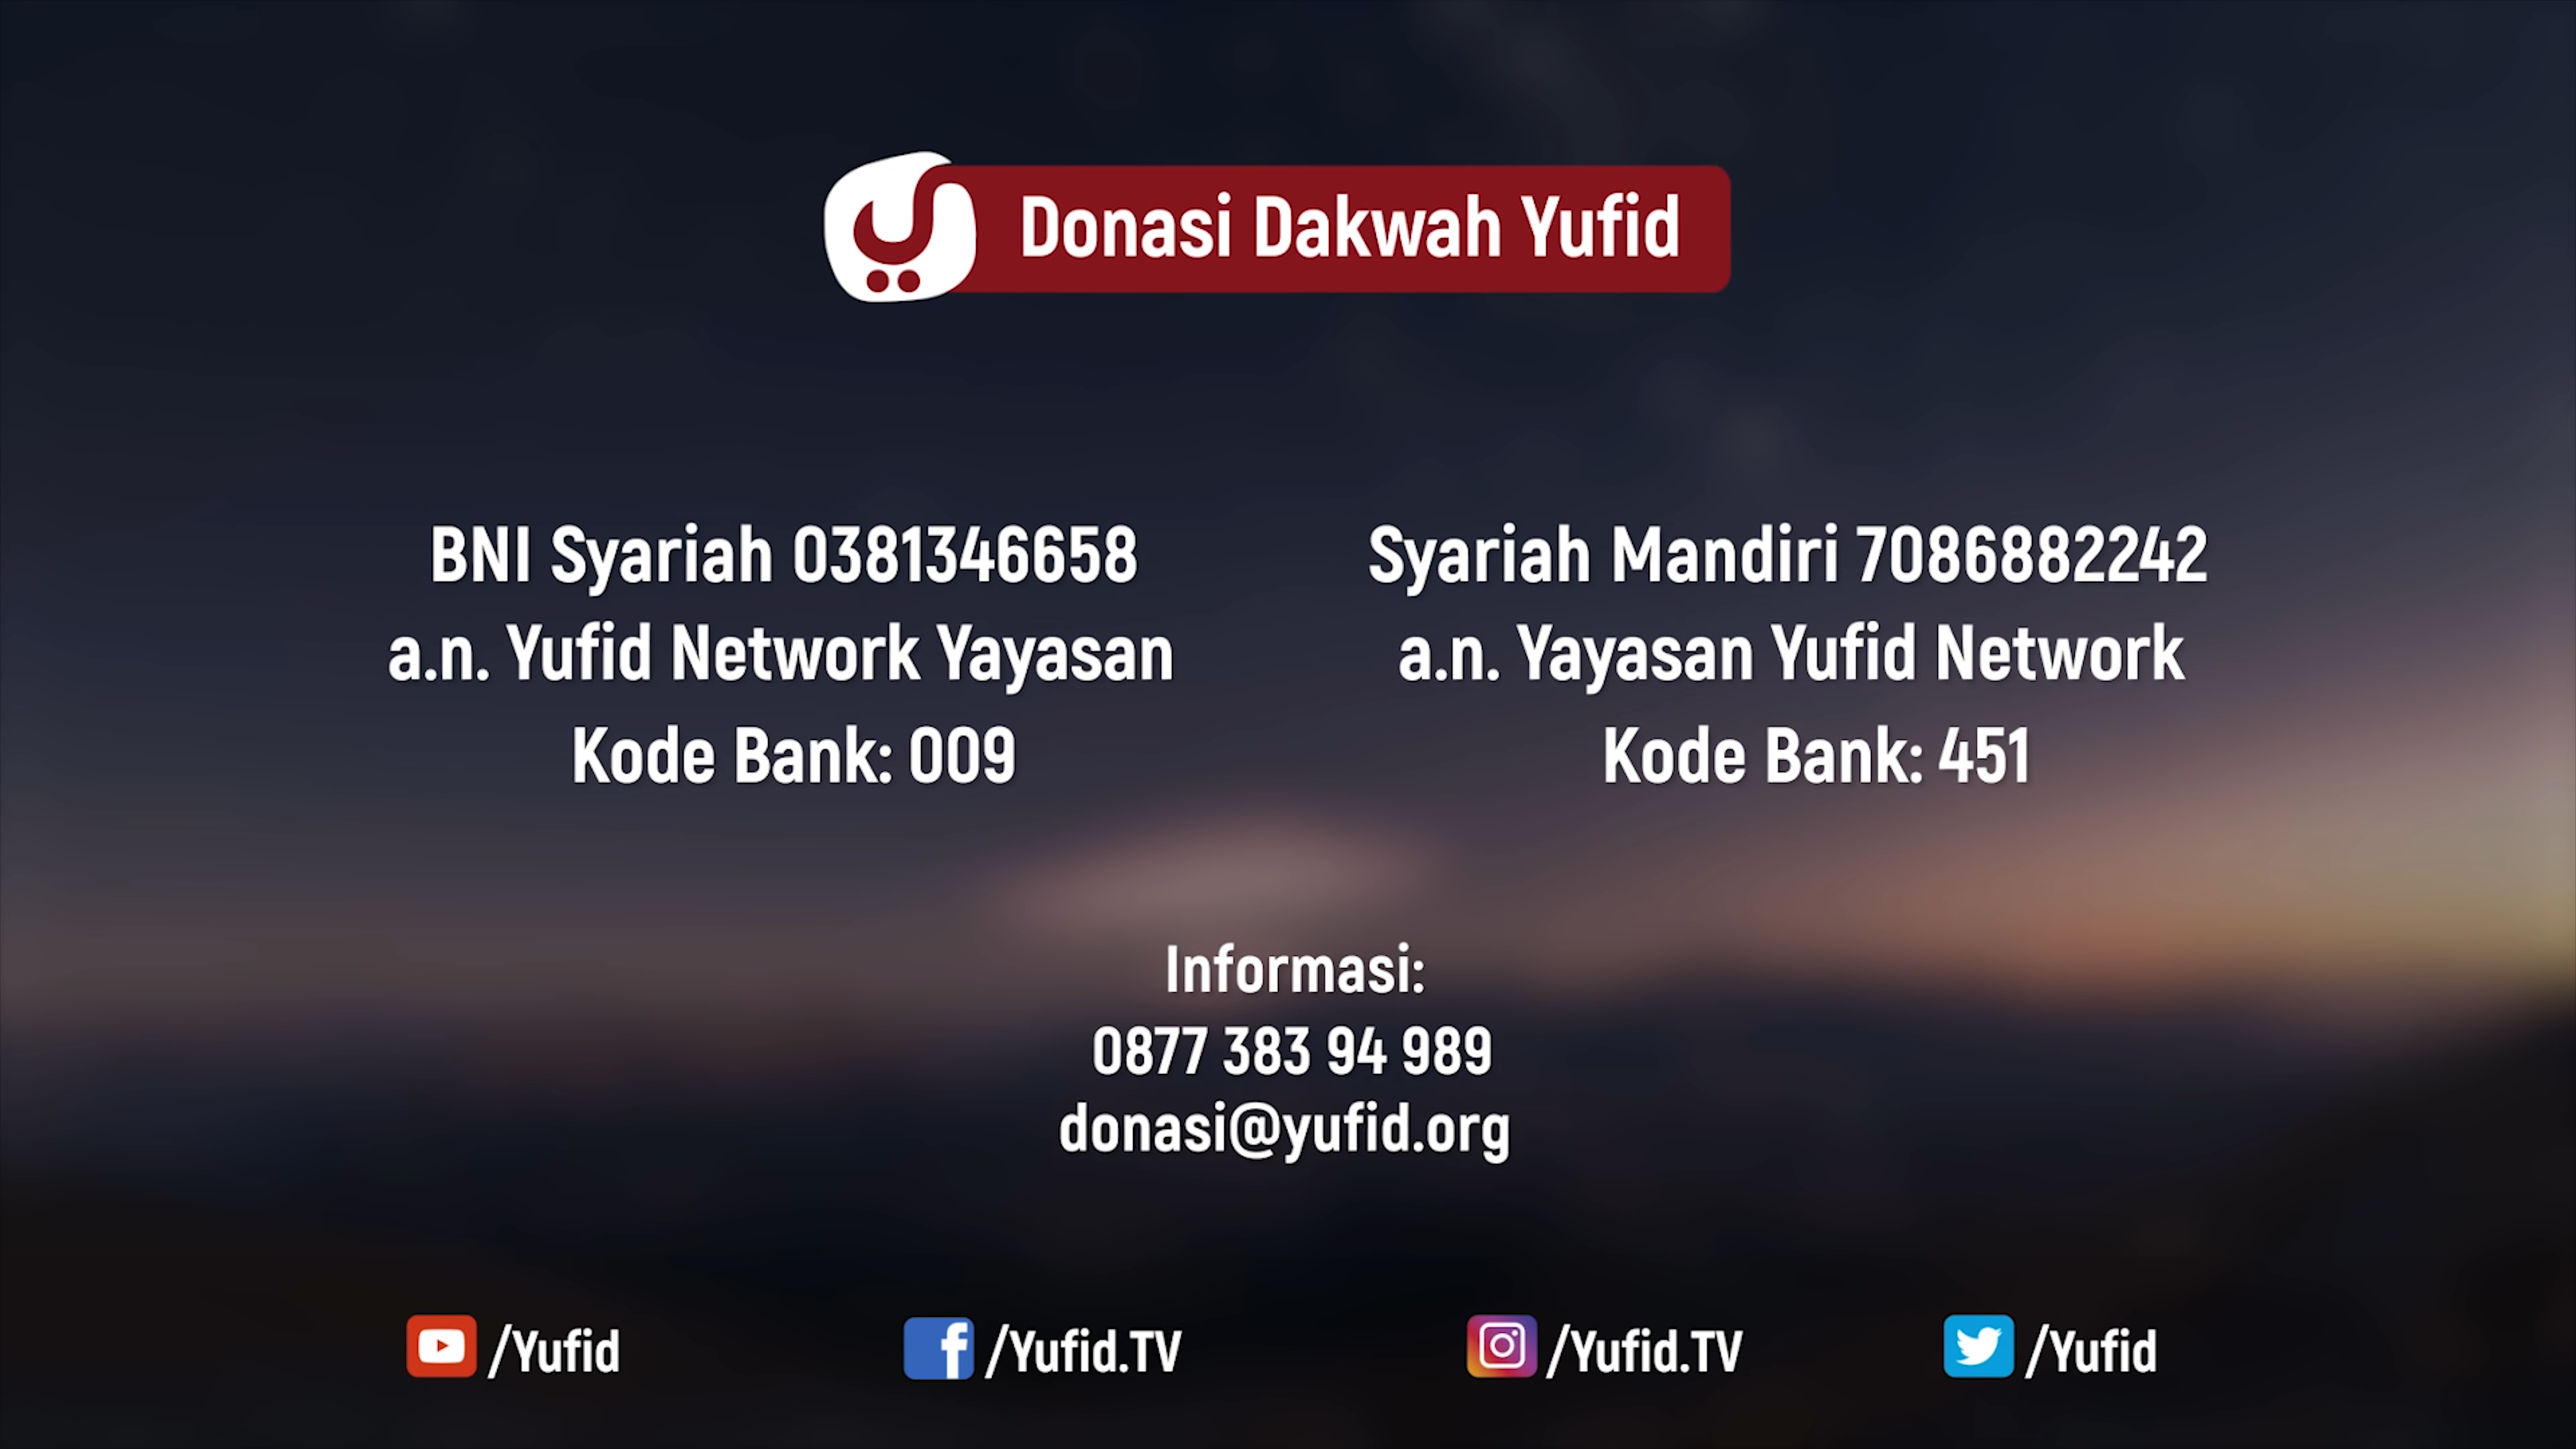 Donasi Dakwah Yufid
BNI Syariah 0381346658
a.n. Yufid Network Yayasan
Kode Bank: 009
Syariah Mandiri 7086882242
a.n. Yayasan Yufid Network
Kode Bank: 451
Informasi:
0877 383 94 989
donasi@yufid.org
/Yufid
/Yufid.TV
/Yufid.TV
/Yufid